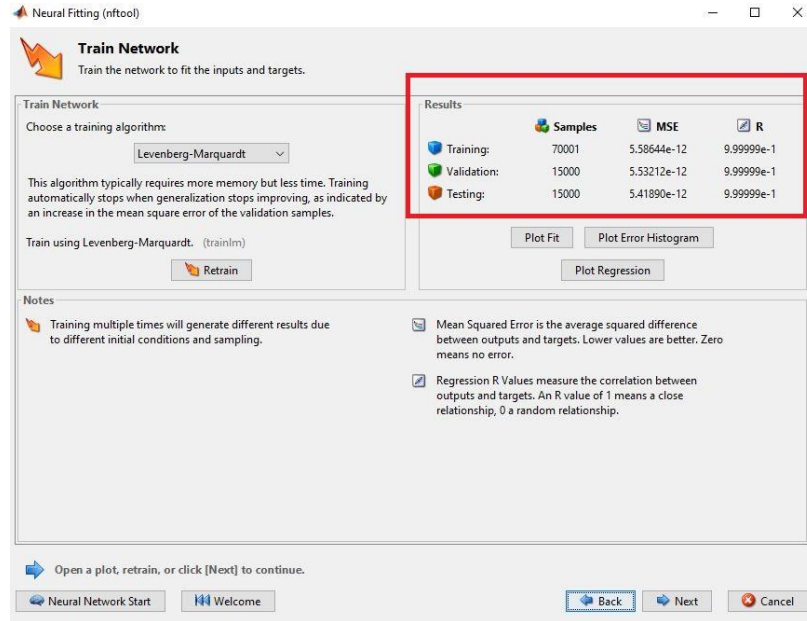 Neural Fitting (nftool)
Train Network
Train the network to fit the inputs and targets.
Train Network
Choose a training algorithm:
Levenberg-Marquardt
This algorithm typically requires more memory but less time. Training
automatically stops when generalization stops improving, as indicated by
an increase in the mean square error of the validation samples.
Train using Levenberg-Marquardt. (trainlm)
Retrain
Results
Samples MSE R
Training: 70001 5.58644e-12 9.99999e-1
Validation: 15000 5.53212e-12 9.99999e-1
Testing: 15000 5.41890e-12 9.99999e-1
Plot Fit Plot Error Histogram
Plot Regression
Notes
Training multiple times will generate different results due
to different initial conditions and sampling.
Mean Squared Error is the average squared difference
between outputs and targets. Lower values are better. Zero
means no error.
Regression R Values measure the correlation between
outputs and targets. An R value of 1 means a close
relationship, 0 a random relationship.
Open a plot, retrain, or click [Next] to continue.
Neural Network Start Welcome Back Next Cancel